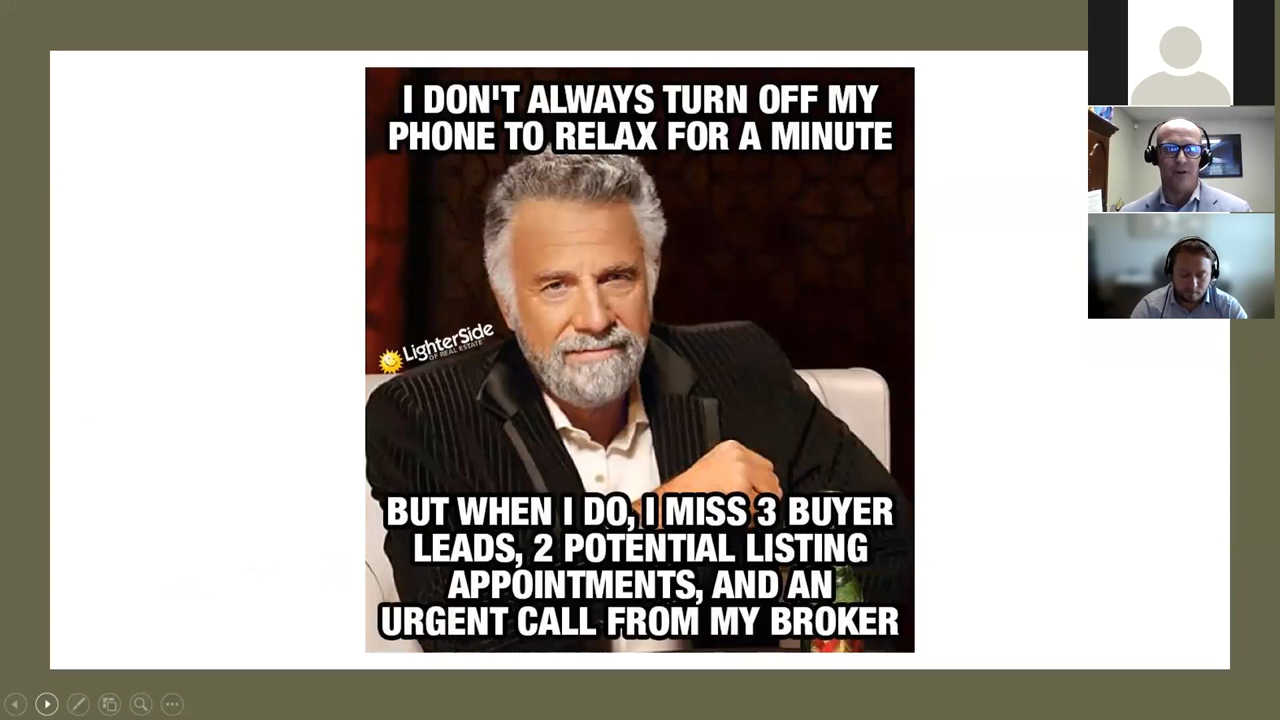 I DON'T ALWAYS TURN OFF MY
PHONE TO RELAX FOR A MINUTE
LighterSide
OF REAL ESTATE
BUT WHEN I DO, I MISS 3 BUYER
LEADS, 2 POTENTIAL LISTING
APPOINTMENTS, AND AN
URGENT CALL FROM MY BROKER